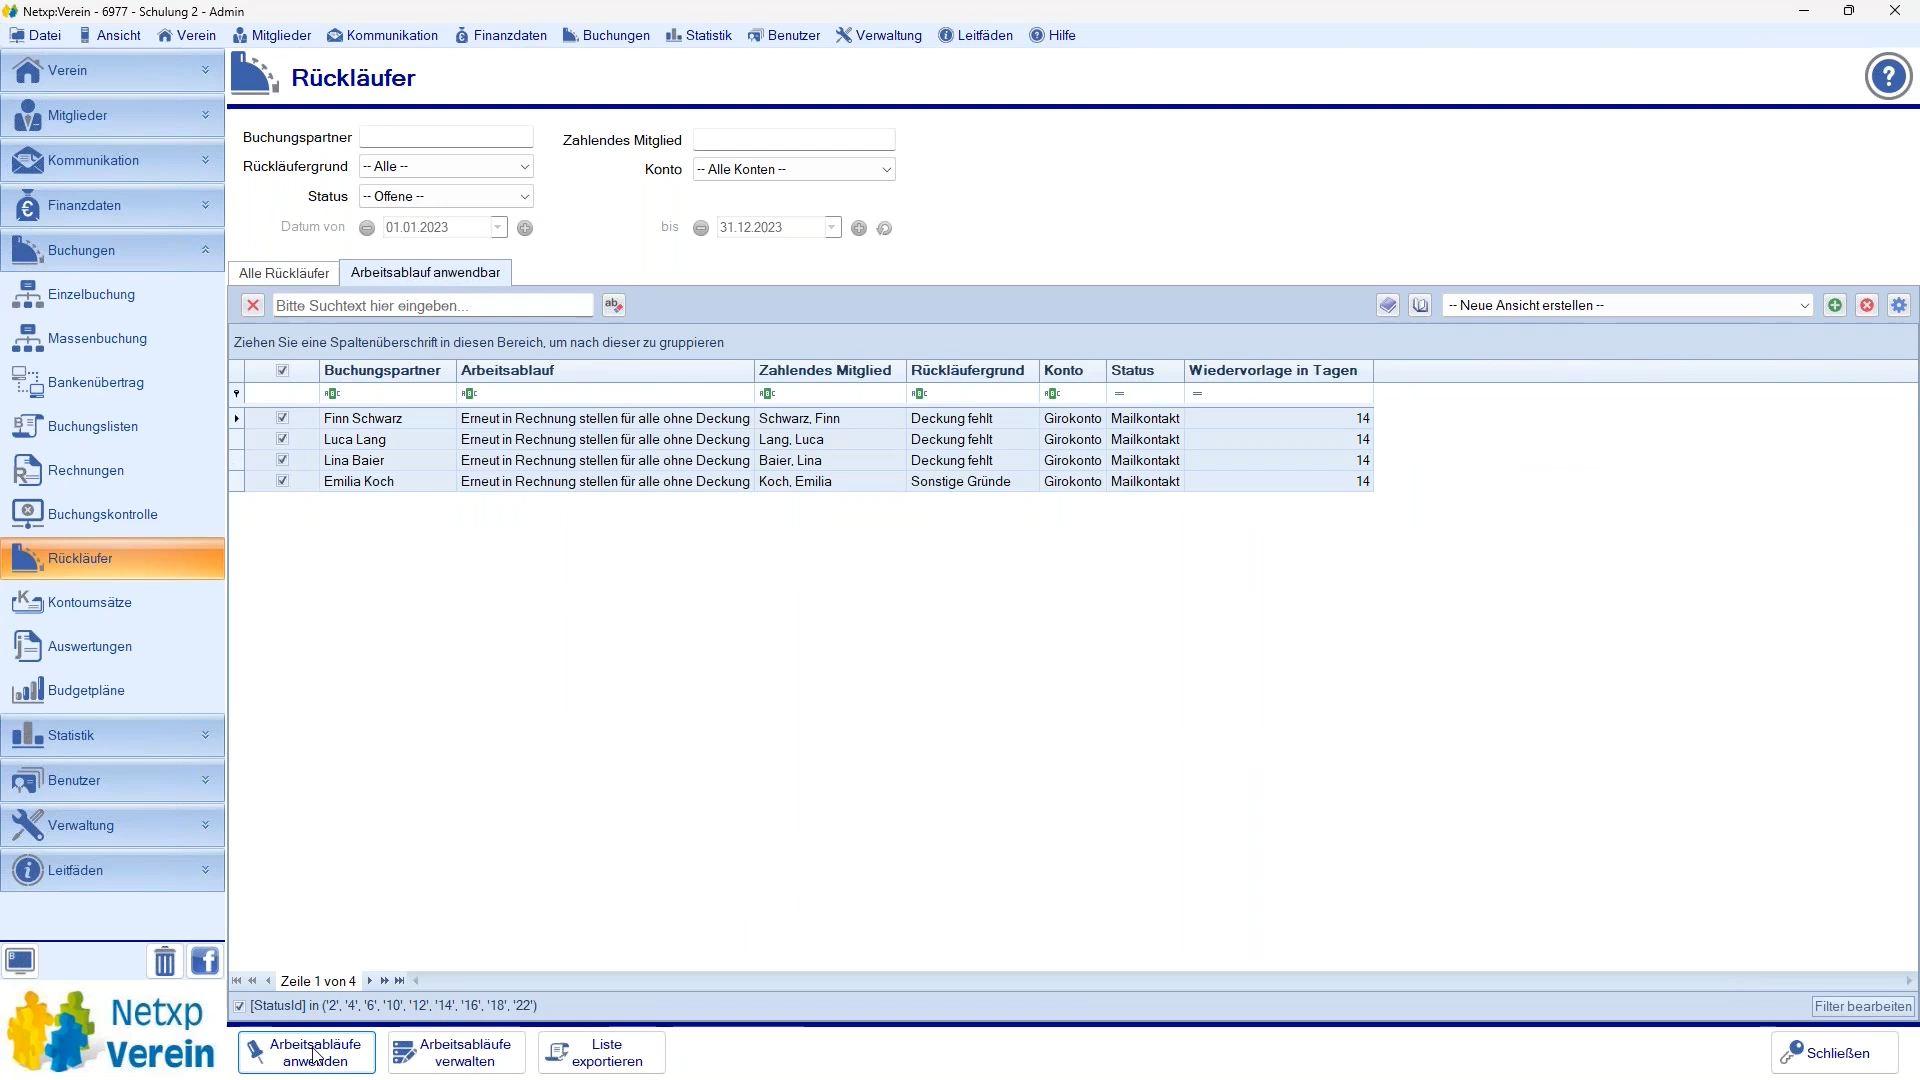 Netxp:Verein - 6977 - Schulung 2 - Admin
Datei Ansicht Verein Mitglieder Kommunikation Finanzdaten Buchungen Statistik Benutzer Verwaltung Leitfäden Hilfe
Verein
Mitglieder
Kommunikation
Finanzdaten
Buchungen
Einzelbuchung
Massenbuchung
Bankenübertrag
Buchungslisten
Rechnungen
Buchungskontrolle
Rückläufer
Kontoumsätze
Auswertungen
Budgetpläne
Statistik
Benutzer
Verwaltung
Leitfäden
Netxp
Verein
Rückläufer
Buchungspartner
Zahlendes Mitglied
Rückläufergrund -- Alle --
Konto -- Alle Konten --
Status -- Offene --
Datum von 01.01.2023 bis 31.12.2023
Alle Rückläufer Arbeitsablauf anwendbar
Bitte Suchtext hier eingeben... -- Neue Ansicht erstellen --
Ziehen Sie eine Spaltenüberschrift in diesen Bereich, um nach dieser zu gruppieren
Buchungspartner Arbeitsablauf Zahlendes Mitglied Rückläufergrund Konto Status Wiedervorlage in Tagen
Finn Schwarz Erneut in Rechnung stellen für alle ohne Deckung Schwarz, Finn Deckung fehlt Girokonto Mailkontakt 14
Luca Lang Erneut in Rechnung stellen für alle ohne Deckung Lang, Luca Deckung fehlt Girokonto Mailkontakt 14
Lina Baier Erneut in Rechnung stellen für alle ohne Deckung Baier, Lina Deckung fehlt Girokonto Mailkontakt 14
Emilia Koch Erneut in Rechnung stellen für alle ohne Deckung Koch, Emilia Sonstige Gründe Girokonto Mailkontakt 14
Zeile 1 von 4
[StatusId] in ('2', '4', '6', '10', '12', '14', '16', '18', '22') Filter bearbeiten
Arbeitsabläufe
anwenden
Arbeitsabläufe
verwalten
Liste
exportieren
Schließen